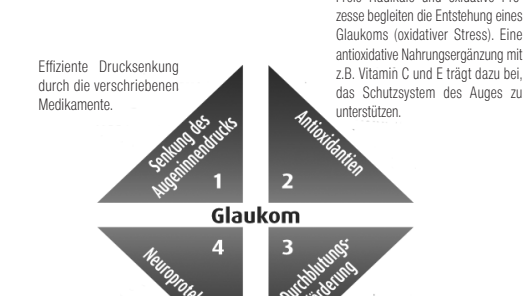 Freie Radikale und oxidative Pro-
zesse begleiten die Entstehung eines
Glaukoms (oxidativer Stress). Eine
antioxidative Nahrungsergänzung mit
z.B. Vitamin C und E trägt dazu bei,
das Schutzsystem des Auges zu
unterstützen.
Effiziente Drucksenkung
durch die verschriebenen
Medikamente.
Senkung des
Augeninnendrucks
1
Antioxidantien
2
Glaukom
4
3
Durchblutungs-